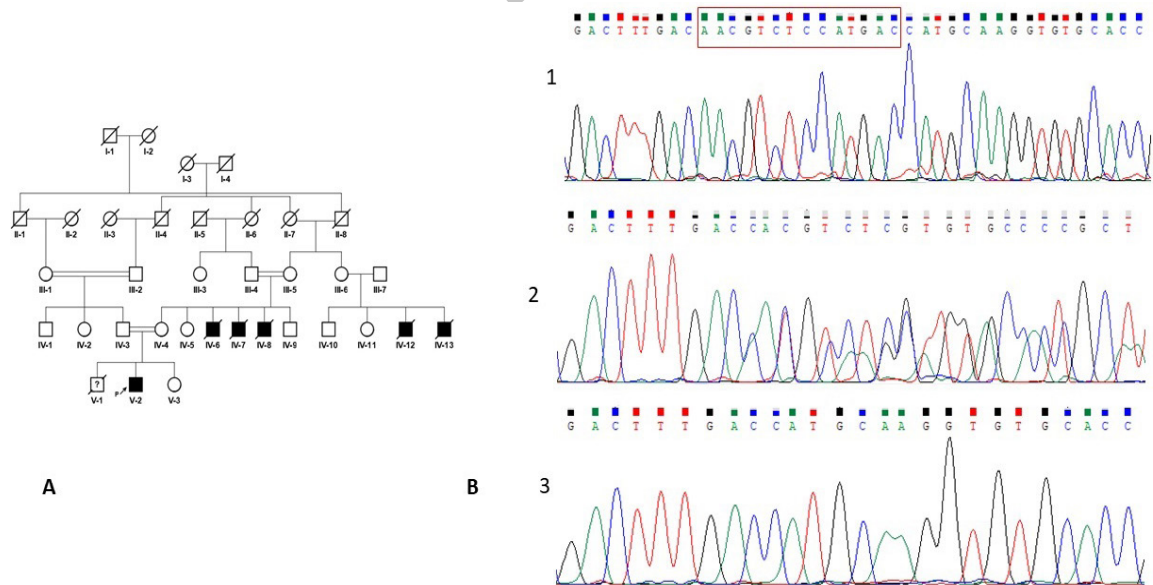 G A C T T T G A C A A C G T C T C C A T G A C C A T G C A A G G T G T G C A C C
1
G A C T T T G A C C A C G T C T C G T G T G C C C C G C T
2
G A C T T T G A C C A T G C A A G G T G T G C A C C
3
I-1 I-2
I-3 I-4
II-1 II-2 II-3 II-4 II-5 II-6 II-7 II-8
III-1 III-2 III-3 III-4 III-5 III-6 III-7
IV-1 IV-2 IV-3 IV-4 IV-5 IV-6 IV-7 IV-8 IV-9 IV-10 IV-11 IV-12 IV-13
?
P
V-1 V-2 V-3
A
B